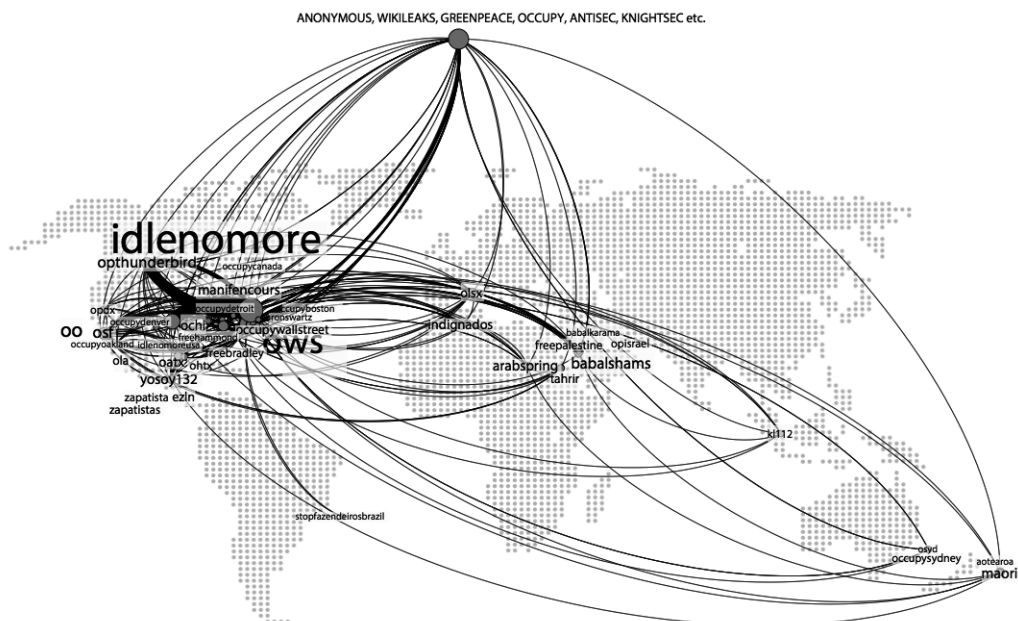 ANONYMOUS, WIKILEAKS, GREENPEACE, OCCUPY, ANTISEC, KNIGHTSEC etc.
idlenomore
opthunderbird
occupycanada
manifencours
olsx
opdx
occupydetroit
occupyboston
occupydenver
indignados
oo
osf
occupywallstreet
babalkarama
freehammond
occupyoakland
idlenomoreusa
ows
freepalestine
opisrael
freebradley
ola
oatx
ohtx
arabspring
babalshams
yosoy132
tahrir
zapatista
ezln
zapatistas
kl112
stopfazendeirosbrazil
osyd
occupysydney
aotearoa
maori